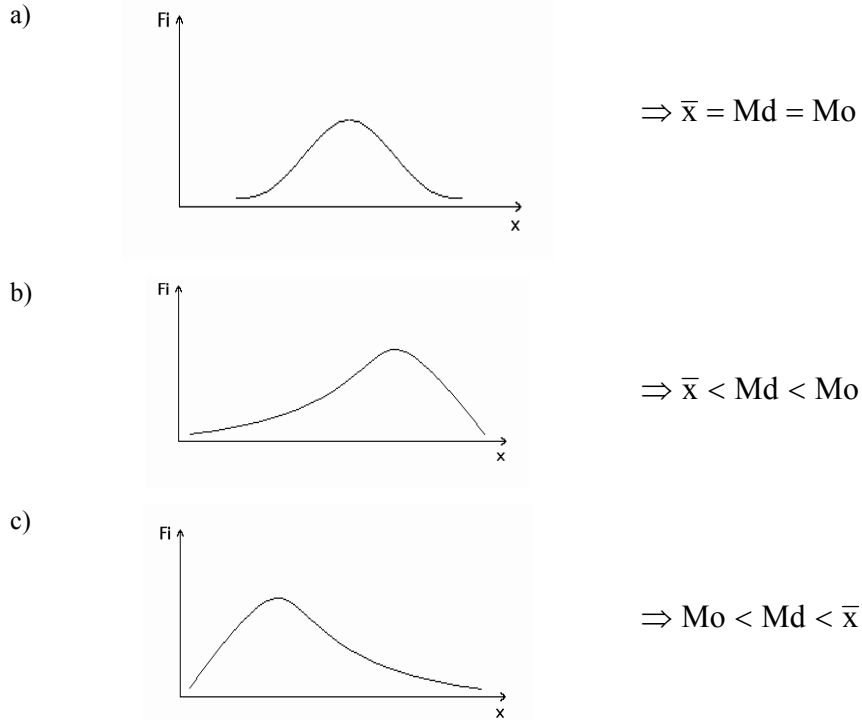 a)
Fi
x
⇒ x̄ = Md = Mo
b)
Fi
x
⇒ x̄ < Md < Mo
c)
Fi
x
⇒ Mo < Md < x̄